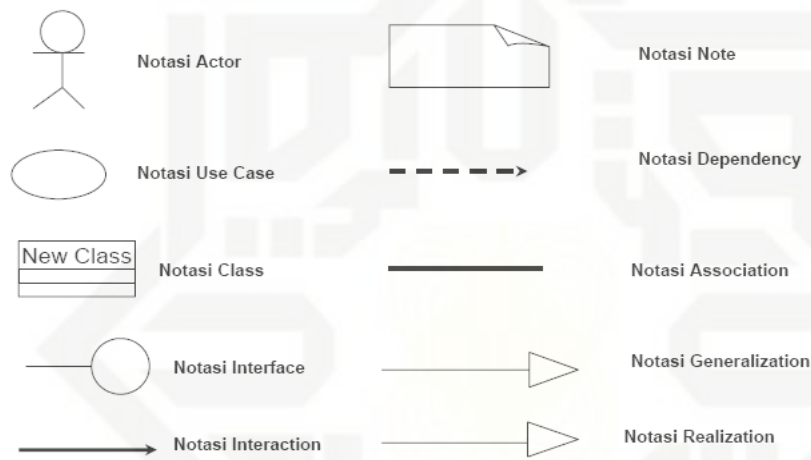 Notasi Actor
Notasi Note
Notasi Use Case
Notasi Dependency
New Class
Notasi Class
Notasi Association
Notasi Interface
Notasi Generalization
Notasi Interaction
Notasi Realization